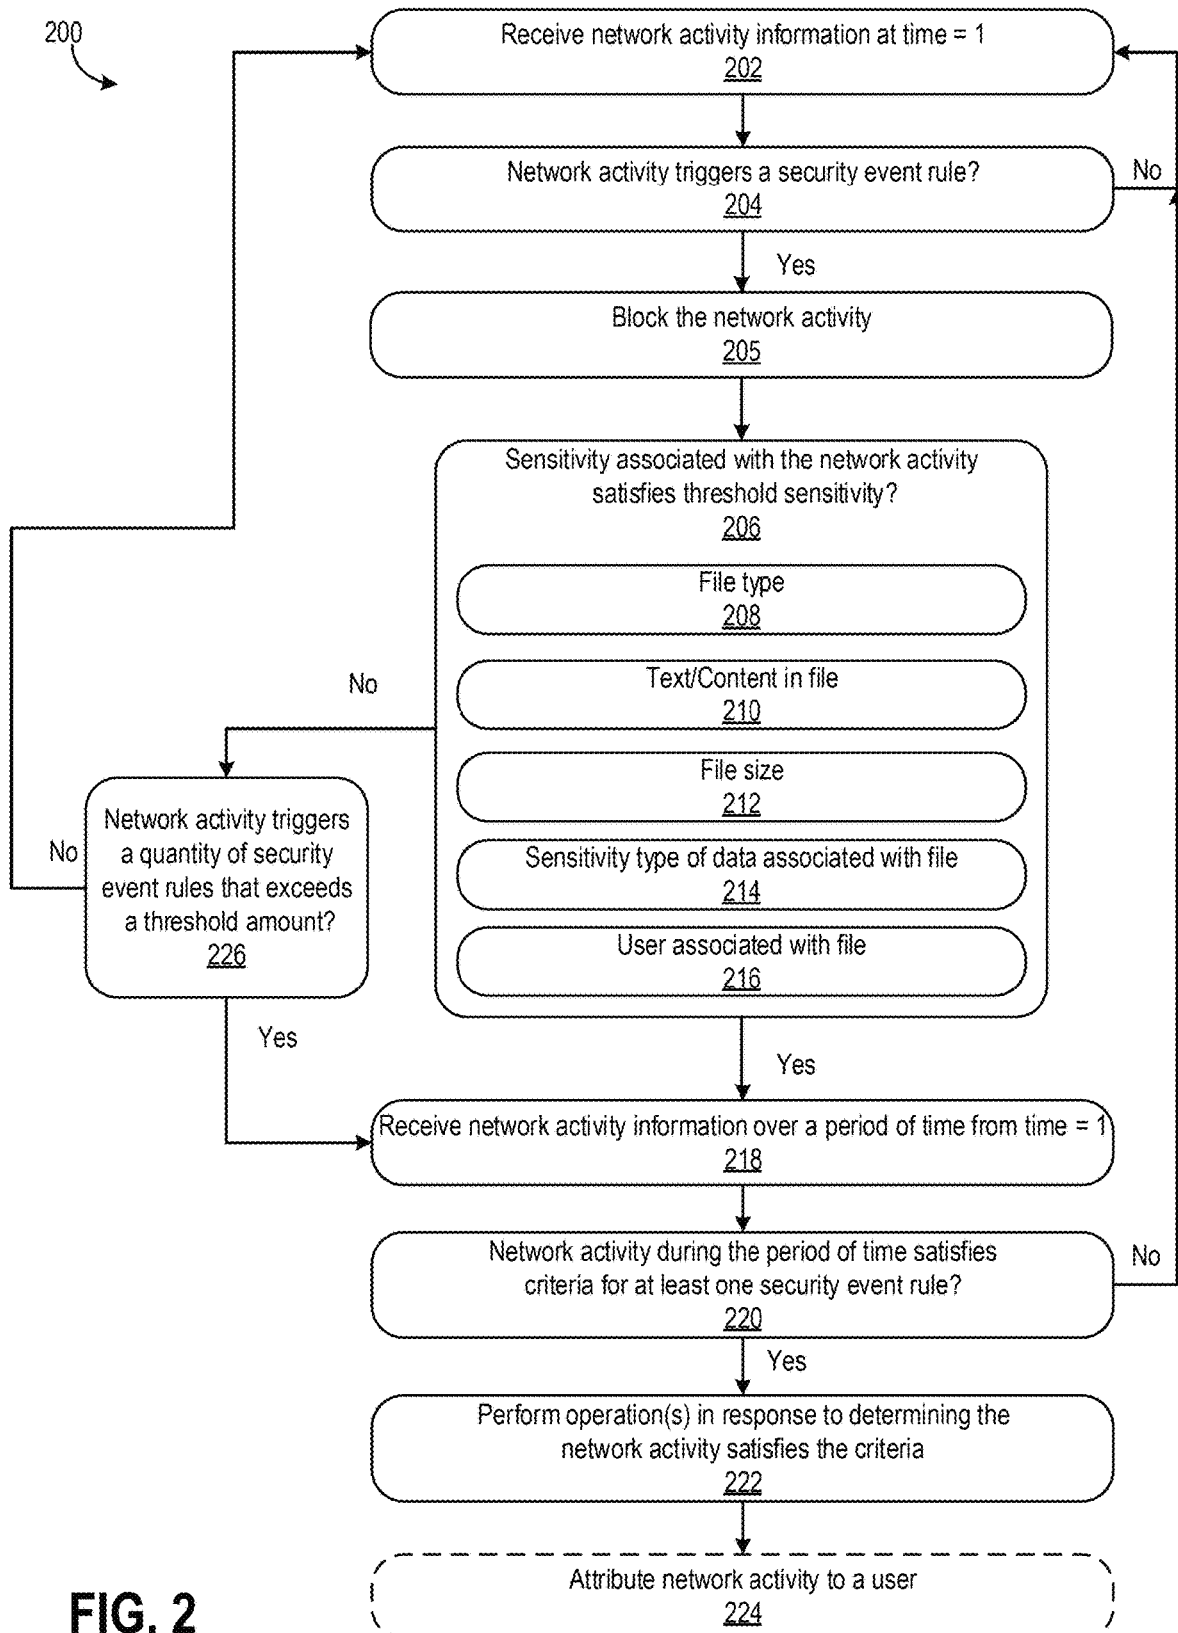 200
Receive network activity information at time = 1
202
Network activity triggers a security event rule?
204
No
Yes
Block the network activity
205
Sensitivity associated with the network activity
satisfies threshold sensitivity?
206
File type
208
Text/Content in file
210
File size
212
Sensitivity type of data associated with file
214
User associated with file
216
No
Network activity triggers
a quantity of security
event rules that exceeds
a threshold amount?
226
No
Yes
Yes
Receive network activity information over a period of time from time = 1
218
Network activity during the period of time satisfies
criteria for at least one security event rule?
220
No
Yes
Perform operation(s) in response to determining the
network activity satisfies the criteria
222
Attribute network activity to a user
224
FIG. 2